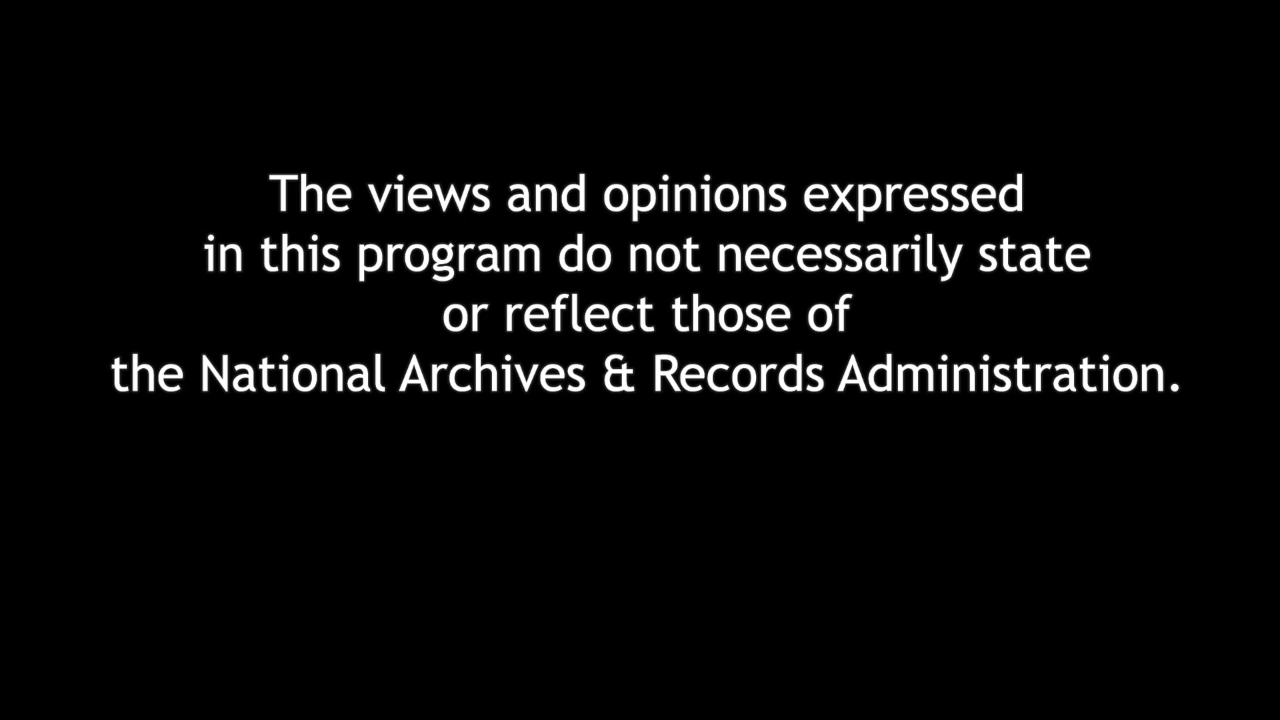 The views and opinions expressed
in this program do not necessarily state
or reflect those of
the National Archives & Records Administration.